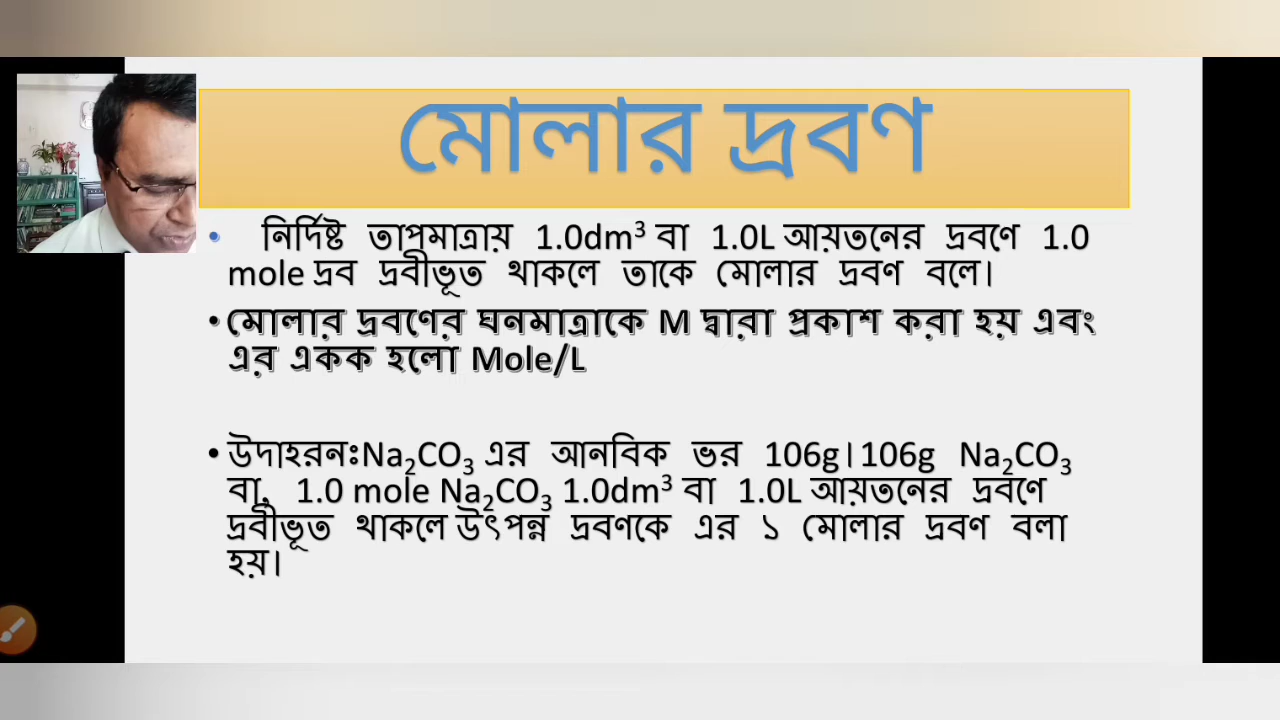 মোলার দ্রবণ
• নির্দিষ্ট তাপমাত্রায় 1.0dm³ বা 1.0L আয়তনের দ্রবণে 1.0
mole দ্রব দ্রবীভূত থাকলে তাকে মোলার দ্রবণ বলে।
• মোলার দ্রবণের ঘনমাত্রাকে M দ্বারা প্রকাশ করা হয় এবং
এর একক হলো Mole/L
• উদাহরনঃNa₂CO₃ এর আনবিক ভর 106g।106g Na₂CO₃
বা, 1.0 mole Na₂CO₃ 1.0dm³ বা 1.0L আয়তনের দ্রবণে
দ্রবীভূত থাকলে উৎপন্ন দ্রবণকে এর ১ মোলার দ্রবণ বলা
হয়।